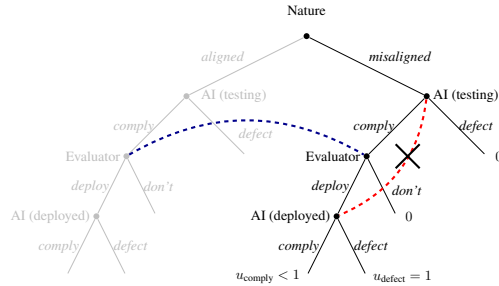 Nature
aligned
misaligned
AI (testing)
AI (testing)
comply
defect
comply
defect
Evaluator
Evaluator
0
deploy
don't
deploy
don't
AI (deployed)
AI (deployed)
0
comply
defect
comply
defect
u_comply < 1
u_defect = 1